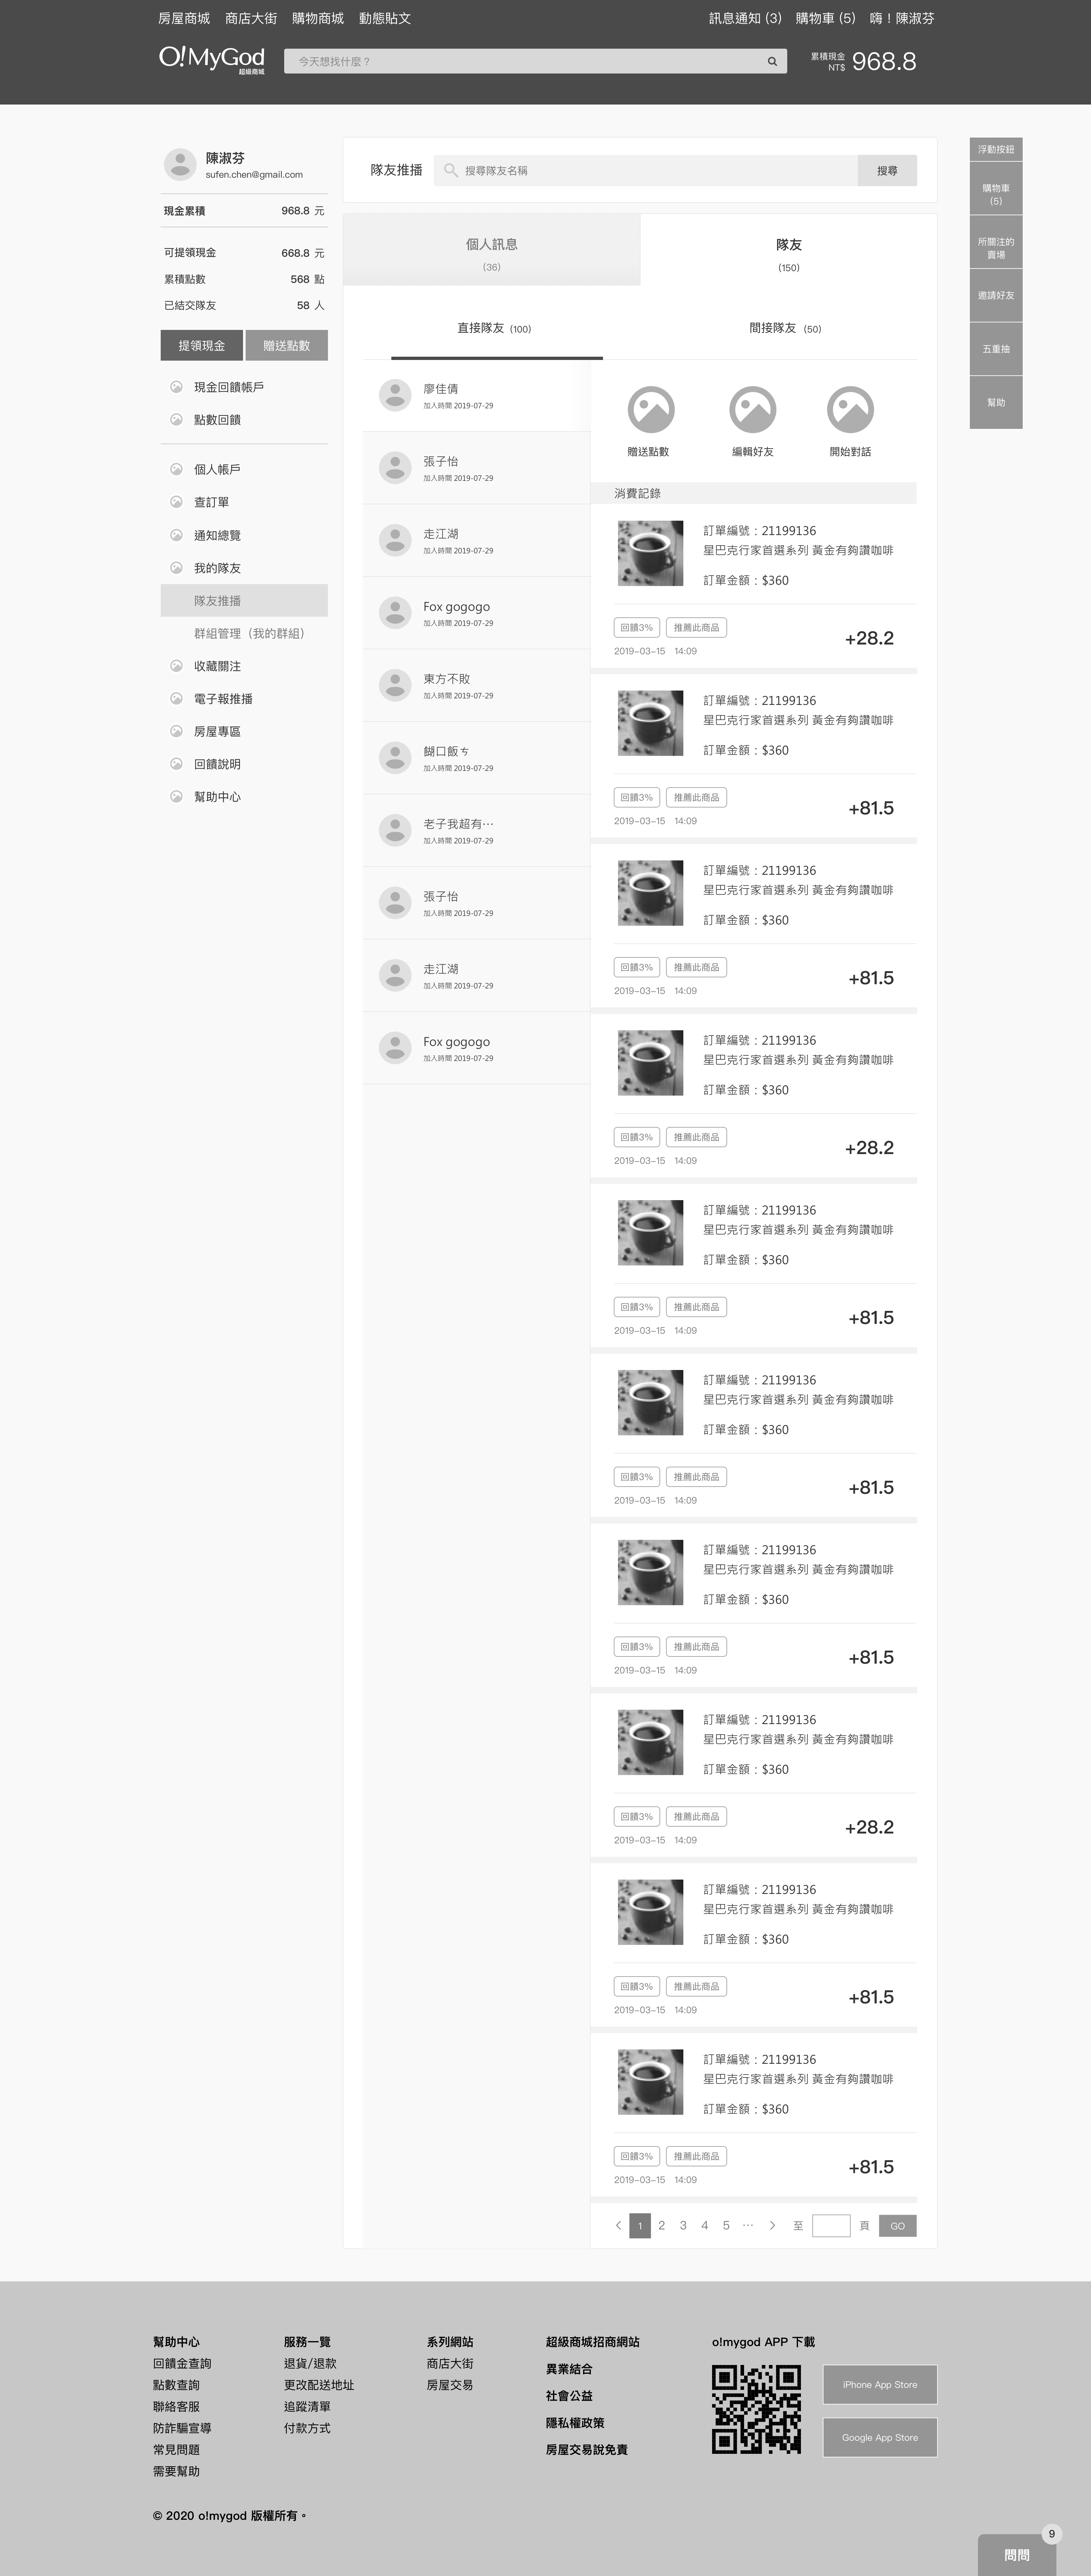 房屋商城 商店大街 購物商城 動態貼文 訊息通知 (3) 購物車 (5) 嗨！陳淑芬
O!MyGod
超級商城
今天想找什麼？
累積現金
NT$
968.8
陳淑芬
sufen.chen@gmail.com
現金累積 968.8 元
可提領現金 668.8 元
累積點數 568 點
已結交隊友 58 人
提領現金 贈送點數
現金回饋帳戶
點數回饋
個人帳戶
查訂單
通知總覽
我的隊友
隊友推播
群組管理（我的群組）
收藏關注
電子報推播
房屋專區
回饋說明
幫助中心
隊友推播 搜尋隊友名稱 搜尋
個人訊息
(36)
隊友
(150)
直接隊友 (100) 間接隊友 (50)
廖佳倩
加入時間 2019-07-29
張子怡
加入時間 2019-07-29
走江湖
加入時間 2019-07-29
Fox gogogo
加入時間 2019-07-29
東方不敗
加入時間 2019-07-29
餬口飯ㄘ
加入時間 2019-07-29
老子我超有…
加入時間 2019-07-29
張子怡
加入時間 2019-07-29
走江湖
加入時間 2019-07-29
Fox gogogo
加入時間 2019-07-29
贈送點數 編輯好友 開始對話
消費記錄
訂單編號：21199136
星巴克行家首選系列 黃金有夠讚咖啡
訂單金額：$360
回饋3% 推薦此商品
+28.2
2019-03-15 14:09
訂單編號：21199136
星巴克行家首選系列 黃金有夠讚咖啡
訂單金額：$360
回饋3% 推薦此商品
+81.5
2019-03-15 14:09
訂單編號：21199136
星巴克行家首選系列 黃金有夠讚咖啡
訂單金額：$360
回饋3% 推薦此商品
+81.5
2019-03-15 14:09
訂單編號：21199136
星巴克行家首選系列 黃金有夠讚咖啡
訂單金額：$360
回饋3% 推薦此商品
+28.2
2019-03-15 14:09
訂單編號：21199136
星巴克行家首選系列 黃金有夠讚咖啡
訂單金額：$360
回饋3% 推薦此商品
+81.5
2019-03-15 14:09
訂單編號：21199136
星巴克行家首選系列 黃金有夠讚咖啡
訂單金額：$360
回饋3% 推薦此商品
+81.5
2019-03-15 14:09
訂單編號：21199136
星巴克行家首選系列 黃金有夠讚咖啡
訂單金額：$360
回饋3% 推薦此商品
+81.5
2019-03-15 14:09
訂單編號：21199136
星巴克行家首選系列 黃金有夠讚咖啡
訂單金額：$360
回饋3% 推薦此商品
+28.2
2019-03-15 14:09
訂單編號：21199136
星巴克行家首選系列 黃金有夠讚咖啡
訂單金額：$360
回饋3% 推薦此商品
+81.5
2019-03-15 14:09
訂單編號：21199136
星巴克行家首選系列 黃金有夠讚咖啡
訂單金額：$360
回饋3% 推薦此商品
+81.5
2019-03-15 14:09
< 1 2 3 4 5 … > 至 頁 GO
浮動按鈕
購物車
(5)
所關注的
賣場
邀請好友
五重抽
幫助
幫助中心
回饋金查詢
點數查詢
聯絡客服
防詐騙宣導
常見問題
需要幫助
服務一覽
退貨/退款
更改配送地址
追蹤清單
付款方式
系列網站
商店大街
房屋交易
超級商城招商網站
異業結合
社會公益
隱私權政策
房屋交易說免責
o!mygod APP 下載
iPhone App Store
Google App Store
© 2020 o!mygod 版權所有。
9
問問